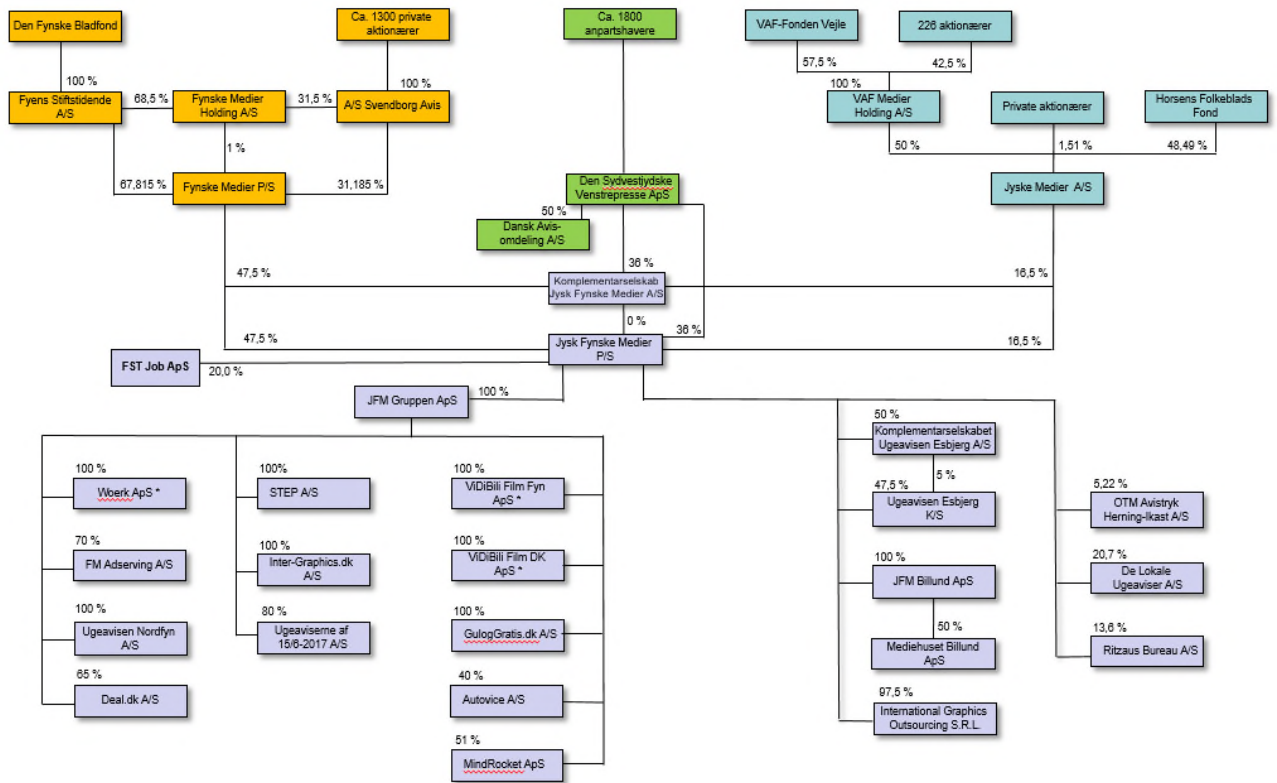 Den Fynske Bladfond
Ca. 1300 private
aktionærer
Ca. 1800
anpartshavere
VAF-Fonden Vejle
226 aktionærer
57,5 %
42,5 %
100 %
100 %
100 %
Fyens Stiftstidende
A/S
68,5 %
Fynske Medier
Holding A/S
31,5 %
A/S Svendborg Avis
VAF Medier
Holding A/S
Private aktionærer
Horsens Folkeblads
Fond
50 %
1,51 %
48,49 %
1 %
67,815 %
Fynske Medier P/S
31,185 %
Den Sydvestjydske
Venstrepresse ApS
Jyske Medier A/S
50 %
Dansk Avis-
omdeling A/S
47,5 %
36 %
16,5 %
Komplementarselskab
Jysk Fynske Medier A/S
0 %
36 %
47,5 %
Jysk Fynske Medier
P/S
16,5 %
FST Job ApS
20,0 %
JFM Gruppen ApS
100 %
100 %
Woerk ApS *
70 %
FM Adserving A/S
100 %
Ugeavisen Nordfyn
A/S
65 %
Deal.dk A/S
100%
STEP A/S
100 %
Inter-Graphics.dk
A/S
80 %
Ugeaviserne af
15/6-2017 A/S
100 %
ViDiBili Film Fyn
ApS *
100 %
ViDiBili Film DK
ApS *
100 %
GulogGratis.dk A/S
40 %
Autovice A/S
51 %
MindRocket ApS
50 %
Komplementarselskabet
Ugeavisen Esbjerg A/S
5 %
47,5 %
Ugeavisen Esbjerg
K/S
100 %
JFM Billund ApS
50 %
Mediehuset Billund
ApS
97,5 %
International Graphics
Outsourcing S.R.L.
5,22 %
OTM Avistryk
Herning-Ikast A/S
20,7 %
De Lokale
Ugeaviser A/S
13,6 %
Ritzaus Bureau A/S